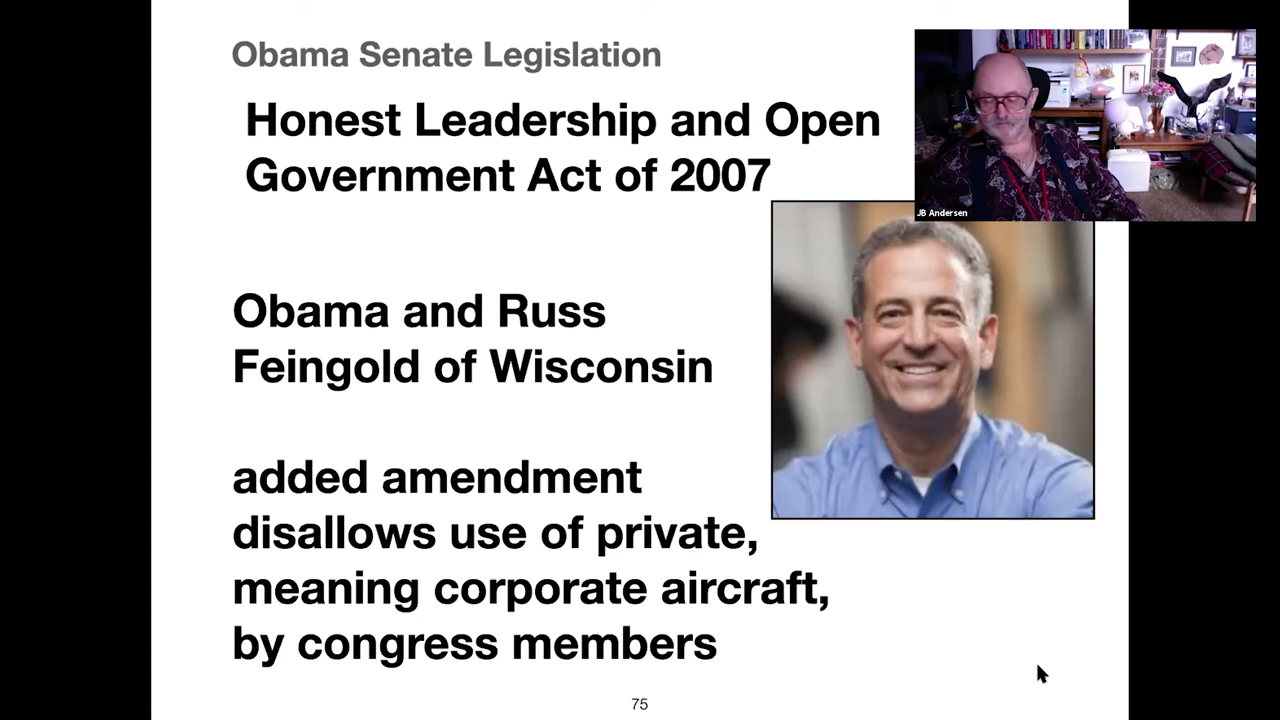 Obama Senate Legislation
Honest Leadership and Open
Government Act of 2007
JB Andersen
Obama and Russ
Feingold of Wisconsin
added amendment
disallows use of private,
meaning corporate aircraft,
by congress members
75